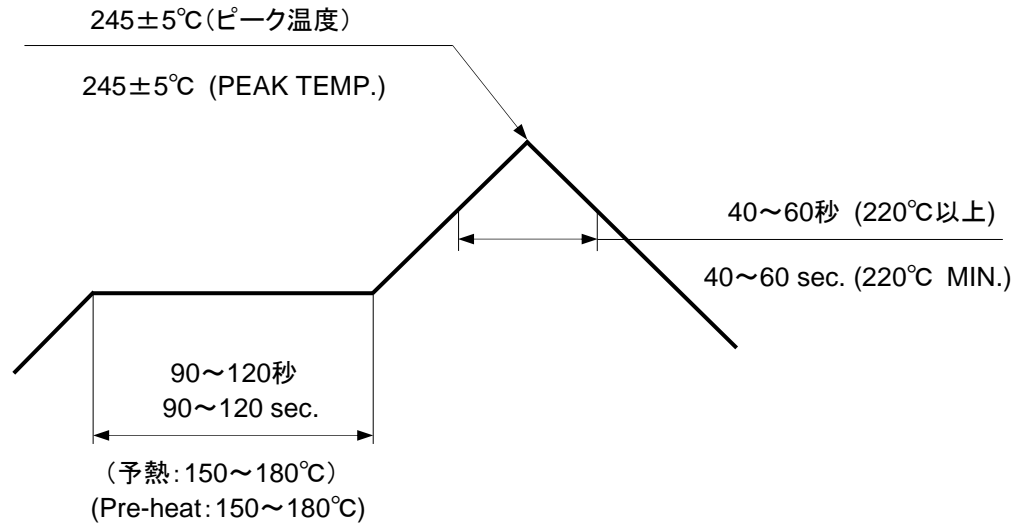 245±5℃(ピーク温度)
245±5℃ (PEAK TEMP.)
40～60秒 (220℃以上)
40～60 sec. (220℃ MIN.)
90～120秒
90～120 sec.
(予熱:150～180℃)
(Pre-heat:150～180℃)